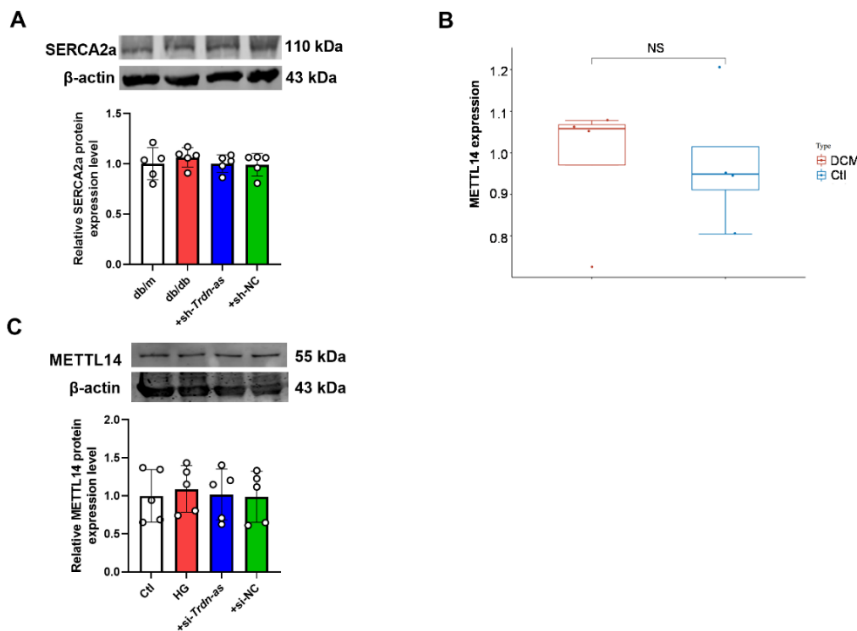 A
SERCA2a
110 kDa
β-actin
43 kDa
Relative SERCA2a protein
expression level
1.5
1.0
0.5
0.0
db/m
db/db
+sh-Trdn-as
+sh-NC
B
NS
METTL14 expression
1.2
1.1
1.0
0.9
0.8
Type
DCM
Ctl
C
METTL14
55 kDa
β-actin
43 kDa
Relative METTL14 protein
expression level
2.0
1.5
1.0
0.5
0.0
Ctl
HG
+si-Trdn-as
+si-NC